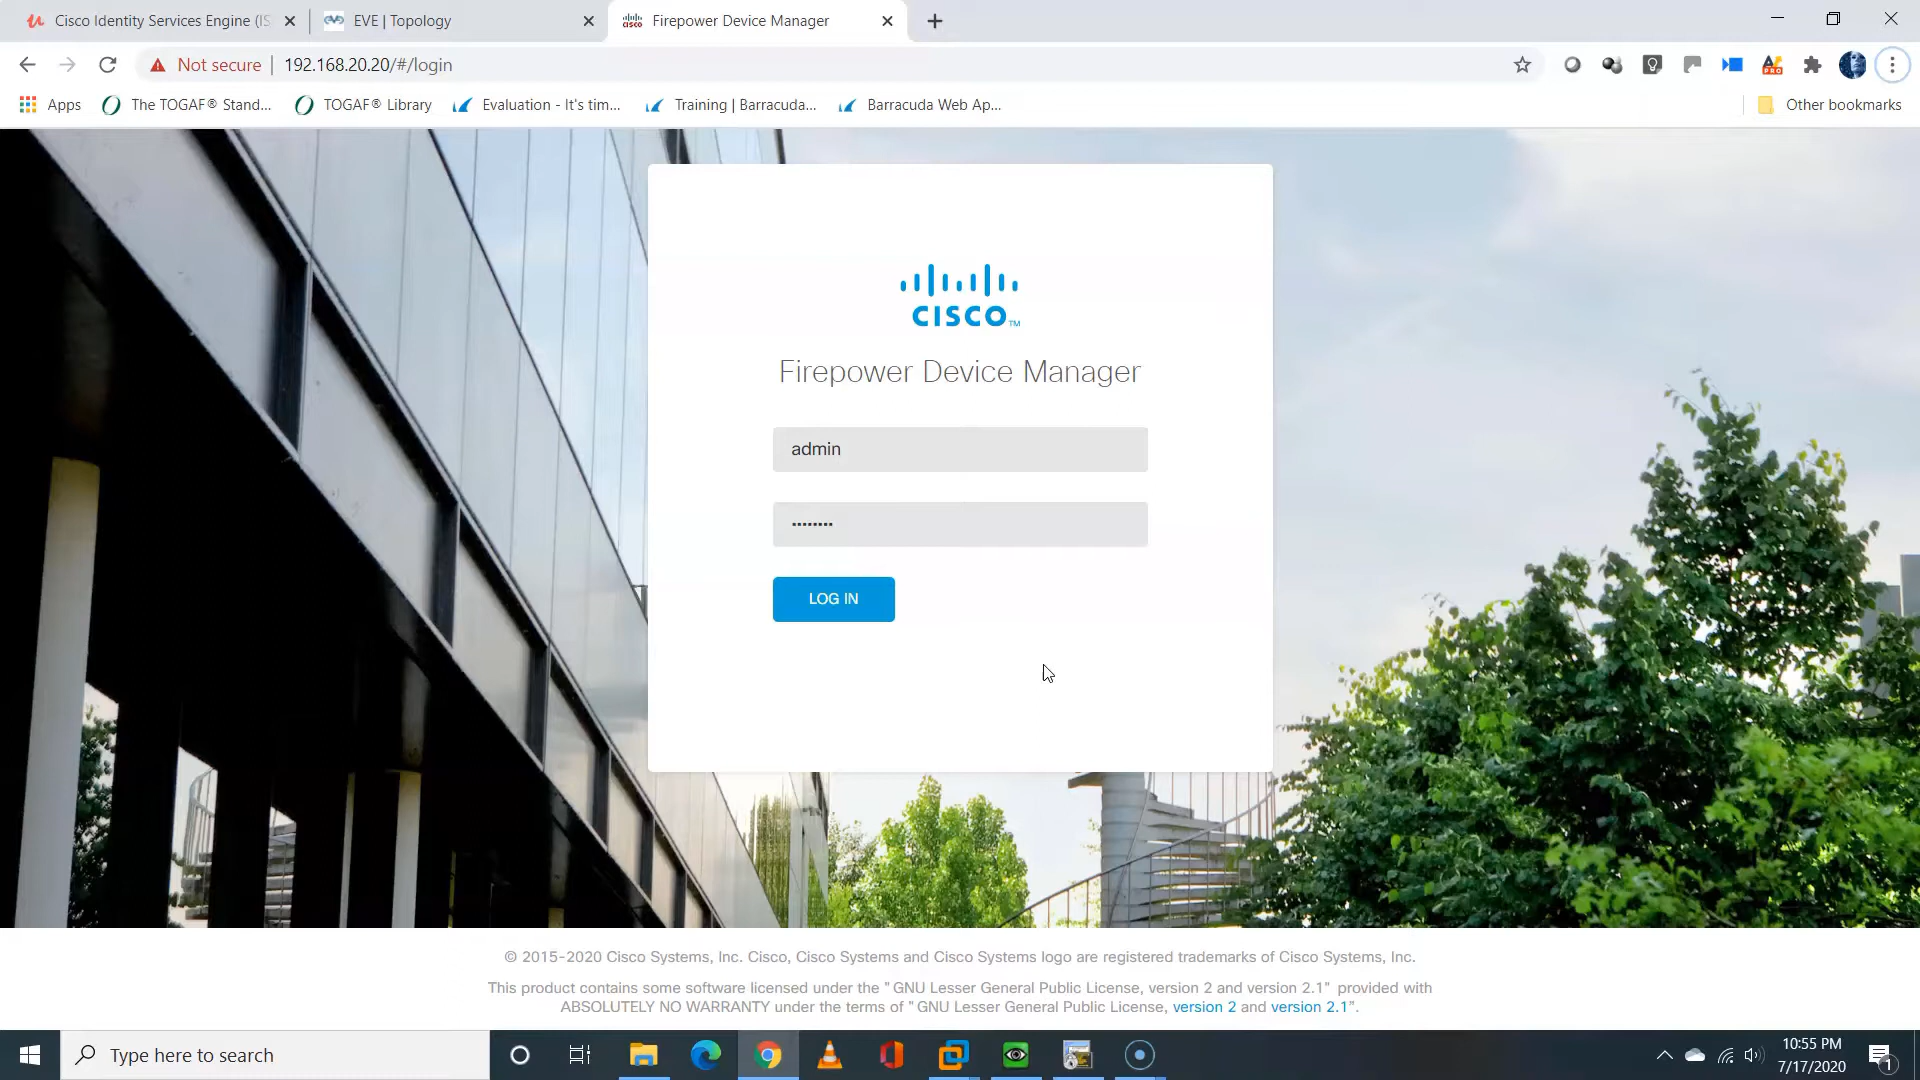 Cisco Identity Services Engine (IS
EVE | Topology
Firepower Device Manager
Not secure
192.168.20.20/#/login
Apps
The TOGAF® Stand...
TOGAF® Library
Evaluation - It's tim...
Training | Barracuda...
Barracuda Web Ap...
Other bookmarks
CISCO™
Firepower Device Manager
admin
••••••••
LOG IN
© 2015-2020 Cisco Systems, Inc. Cisco, Cisco Systems and Cisco Systems logo are registered trademarks of Cisco Systems, Inc.
This product contains some software licensed under the "GNU Lesser General Public License, version 2 and version 2.1" provided with
ABSOLUTELY NO WARRANTY under the terms of "GNU Lesser General Public License, version 2 and version 2.1".
Type here to search
10:55 PM
7/17/2020
1